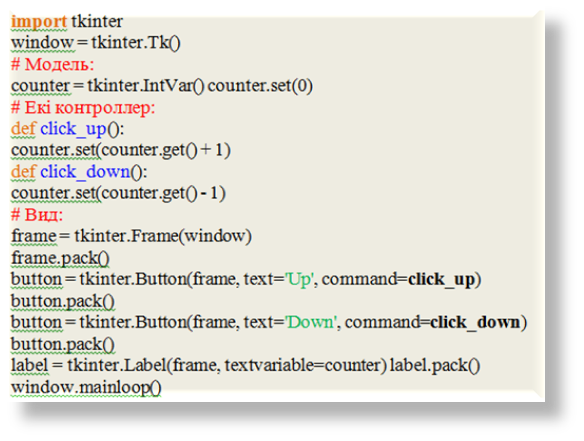 import tkinter
window = tkinter.Tk()
# Модель:
counter = tkinter.IntVar() counter.set(0)
# Екі контроллер:
def click_up():
counter.set(counter.get() + 1)
def click_down():
counter.set(counter.get() - 1)
# Вид:
frame = tkinter.Frame(window)
frame.pack()
button = tkinter.Button(frame, text='Up', command=click_up)
button.pack()
button = tkinter.Button(frame, text='Down', command=click_down)
button.pack()
label = tkinter.Label(frame, textvariable=counter) label.pack()
window.mainloop()